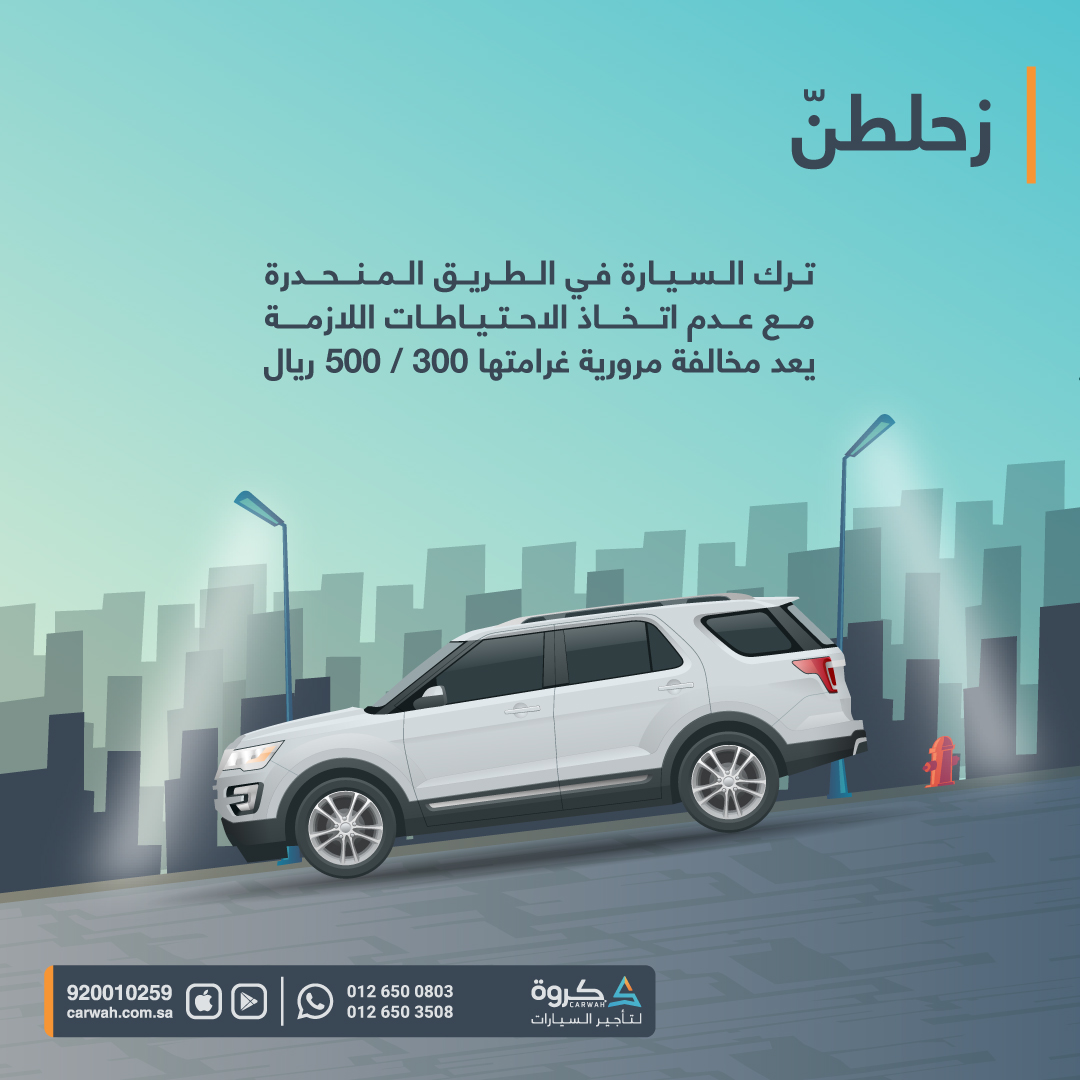 زحلطنّ
ترك السيارة في الطريق المنحدرة
مع عدم اتخاذ الاحتياطات اللازمة
يعد مخالفة مرورية غرامتها 300 / 500 ريال
920010259
carwah.com.sa
012 650 0803
012 650 3508
كروة
CARWAH
لتأجير السيارات